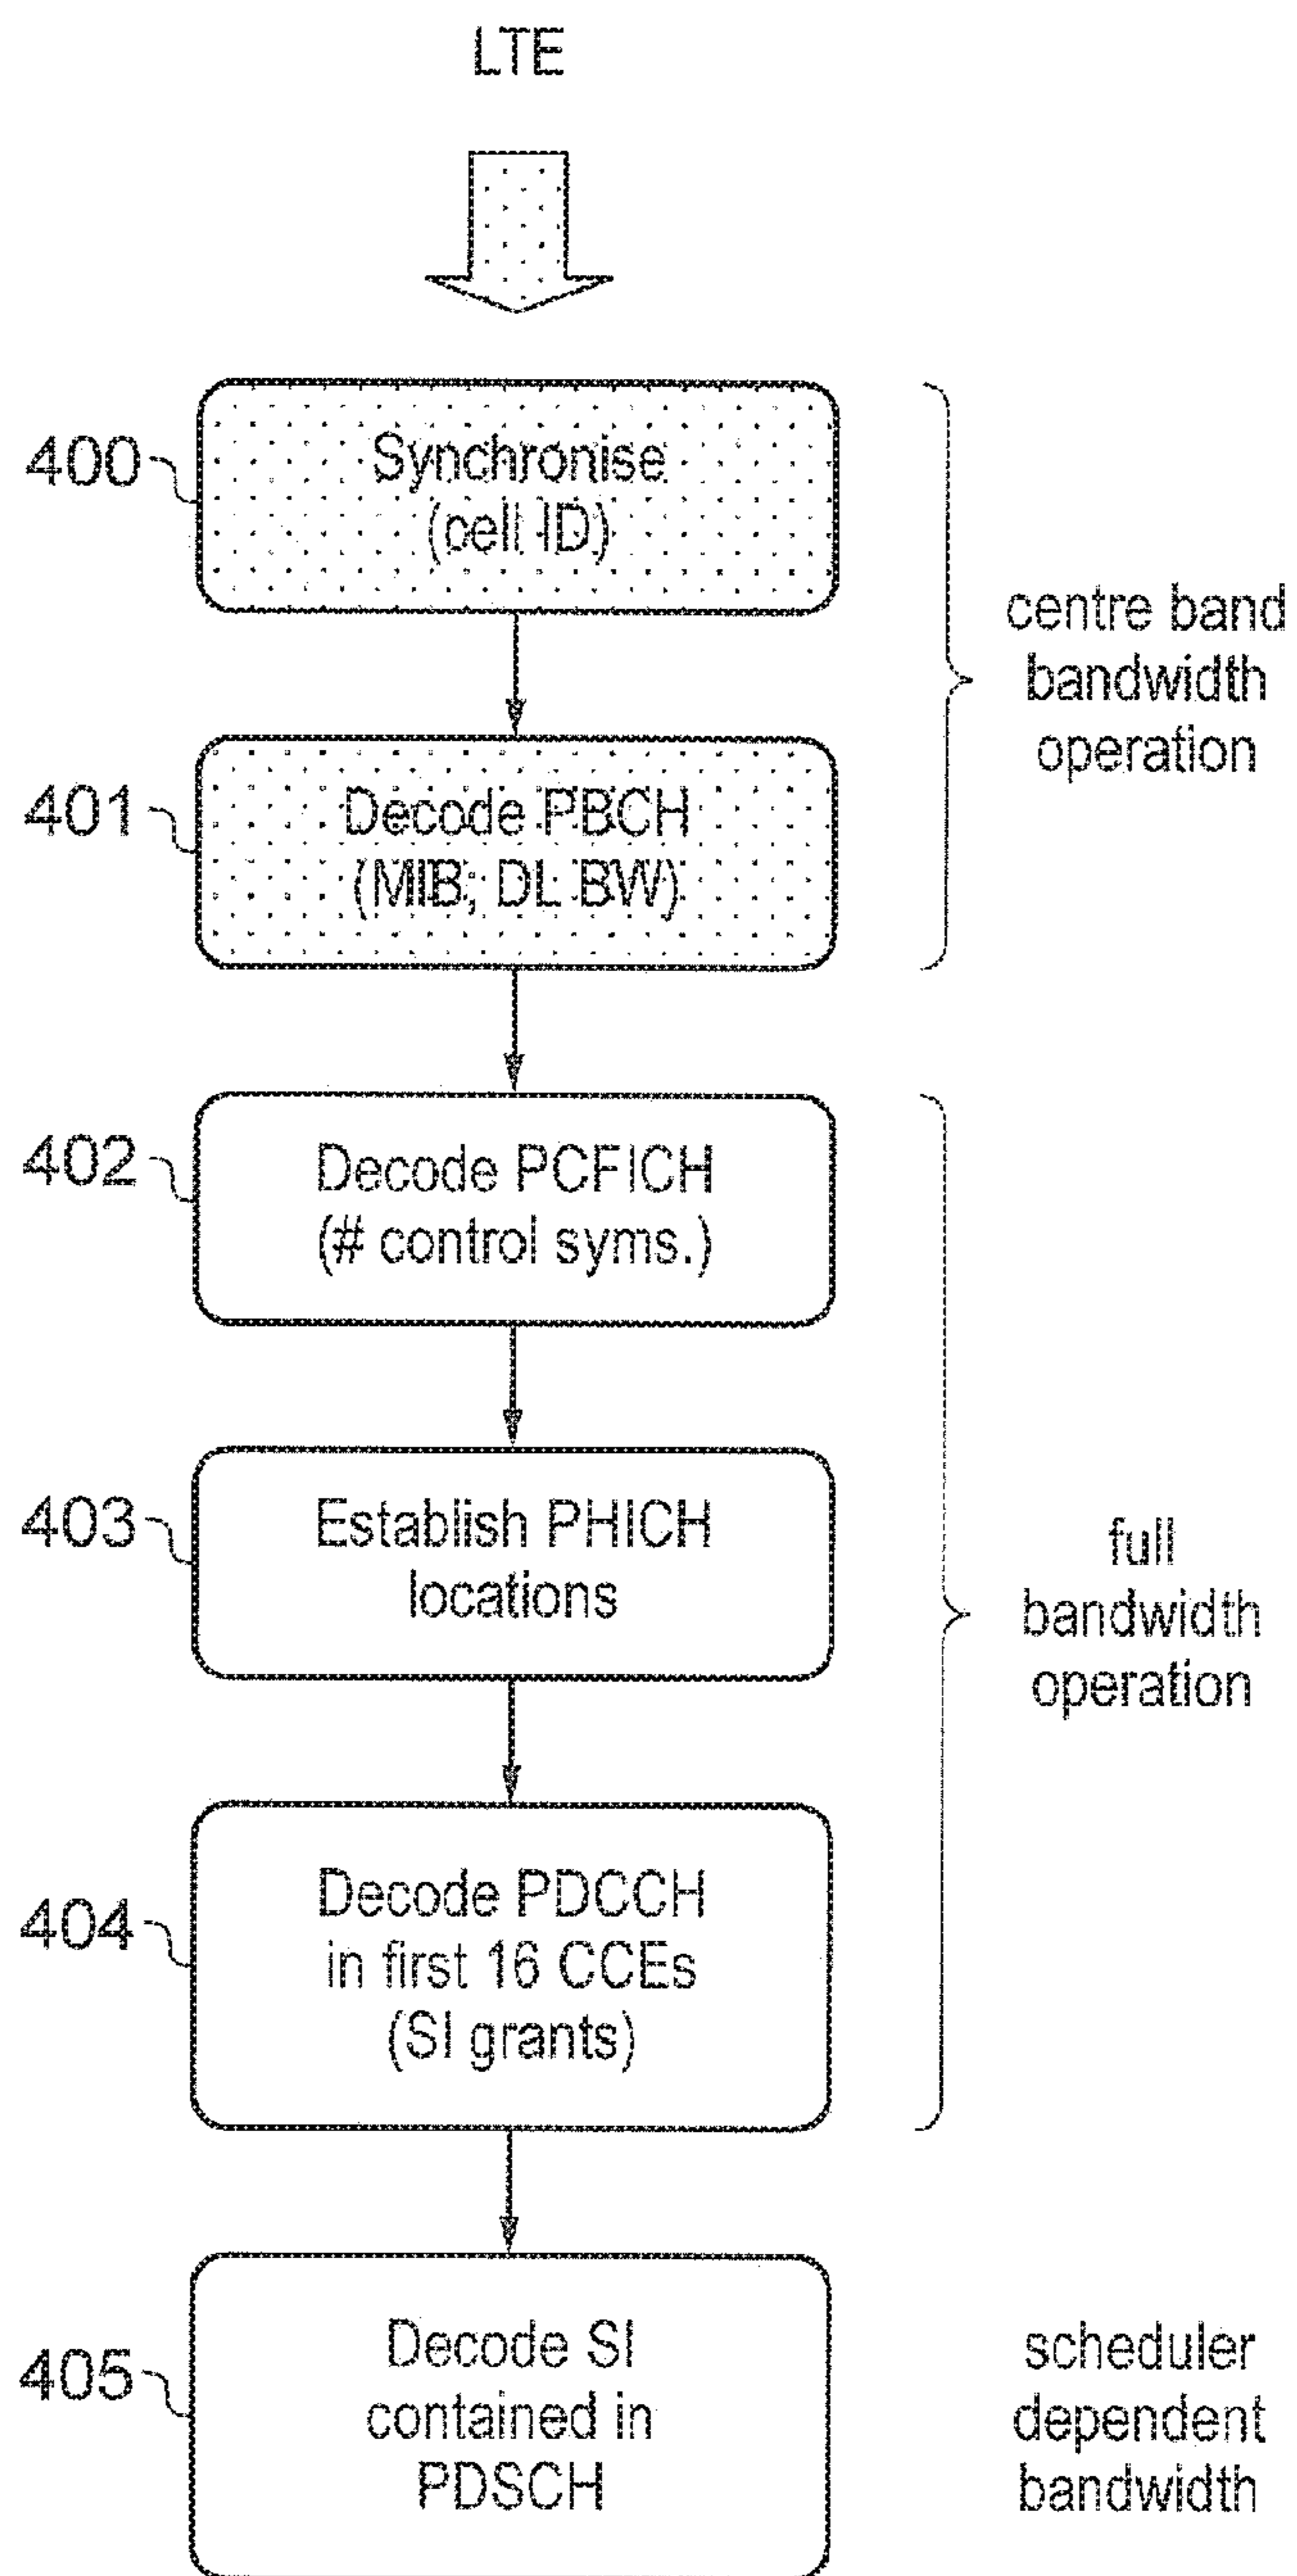 LTE
400
Synchronise
(cell ID)
centre band
bandwidth
operation
401
Decode PBCH
(MIB; DL BW)
402
Decode PCFICH
(# control syms.)
403
Establish PHICH
locations
full
bandwidth
operation
404
Decode PDCCH
in first 16 CCEs
(SI grants)
405
Decode SI
contained in
PDSCH
scheduler
dependent
bandwidth